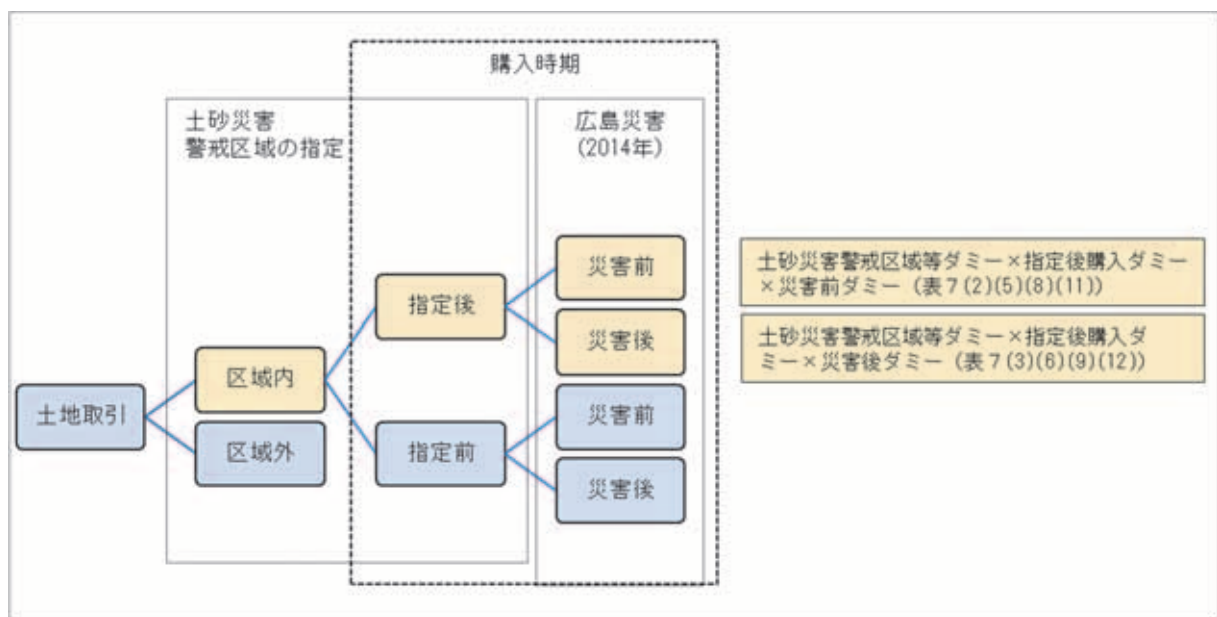 購入時期
土砂災害
警戒区域の指定
広島災害
(2014年)
土地取引
区域内
区域外
指定後
指定前
災害前
災害後
災害前
災害後
土砂災害警戒区域等ダミー×指定後購入ダミー
×災害前ダミー (表7(2)(5)(8)(11))
土砂災害警戒区域等ダミー×指定後購入ダ
ミー×災害後ダミー (表7(3)(6)(9)(12))